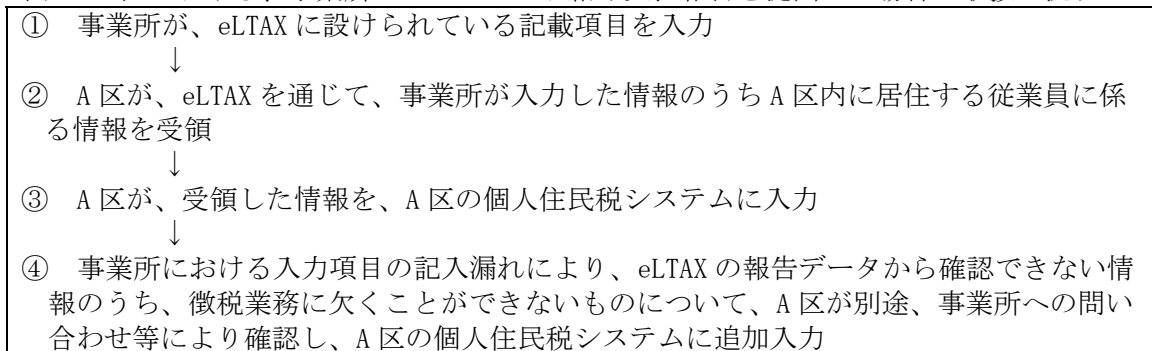 ① 事業所が、eLTAX に設けられている記載項目を入力
↓
② A 区が、eLTAX を通じて、事業所が入力した情報のうち A 区内に居住する従業員に係
る情報を受領
↓
③ A 区が、受領した情報を、A 区の個人住民税システムに入力
↓
④ 事業所における入力項目の記入漏れにより、eLTAX の報告データから確認できない情
報のうち、徴税業務に欠くことができないものについて、A 区が別途、事業所への問い
合わせ等により確認し、A 区の個人住民税システムに追加入力